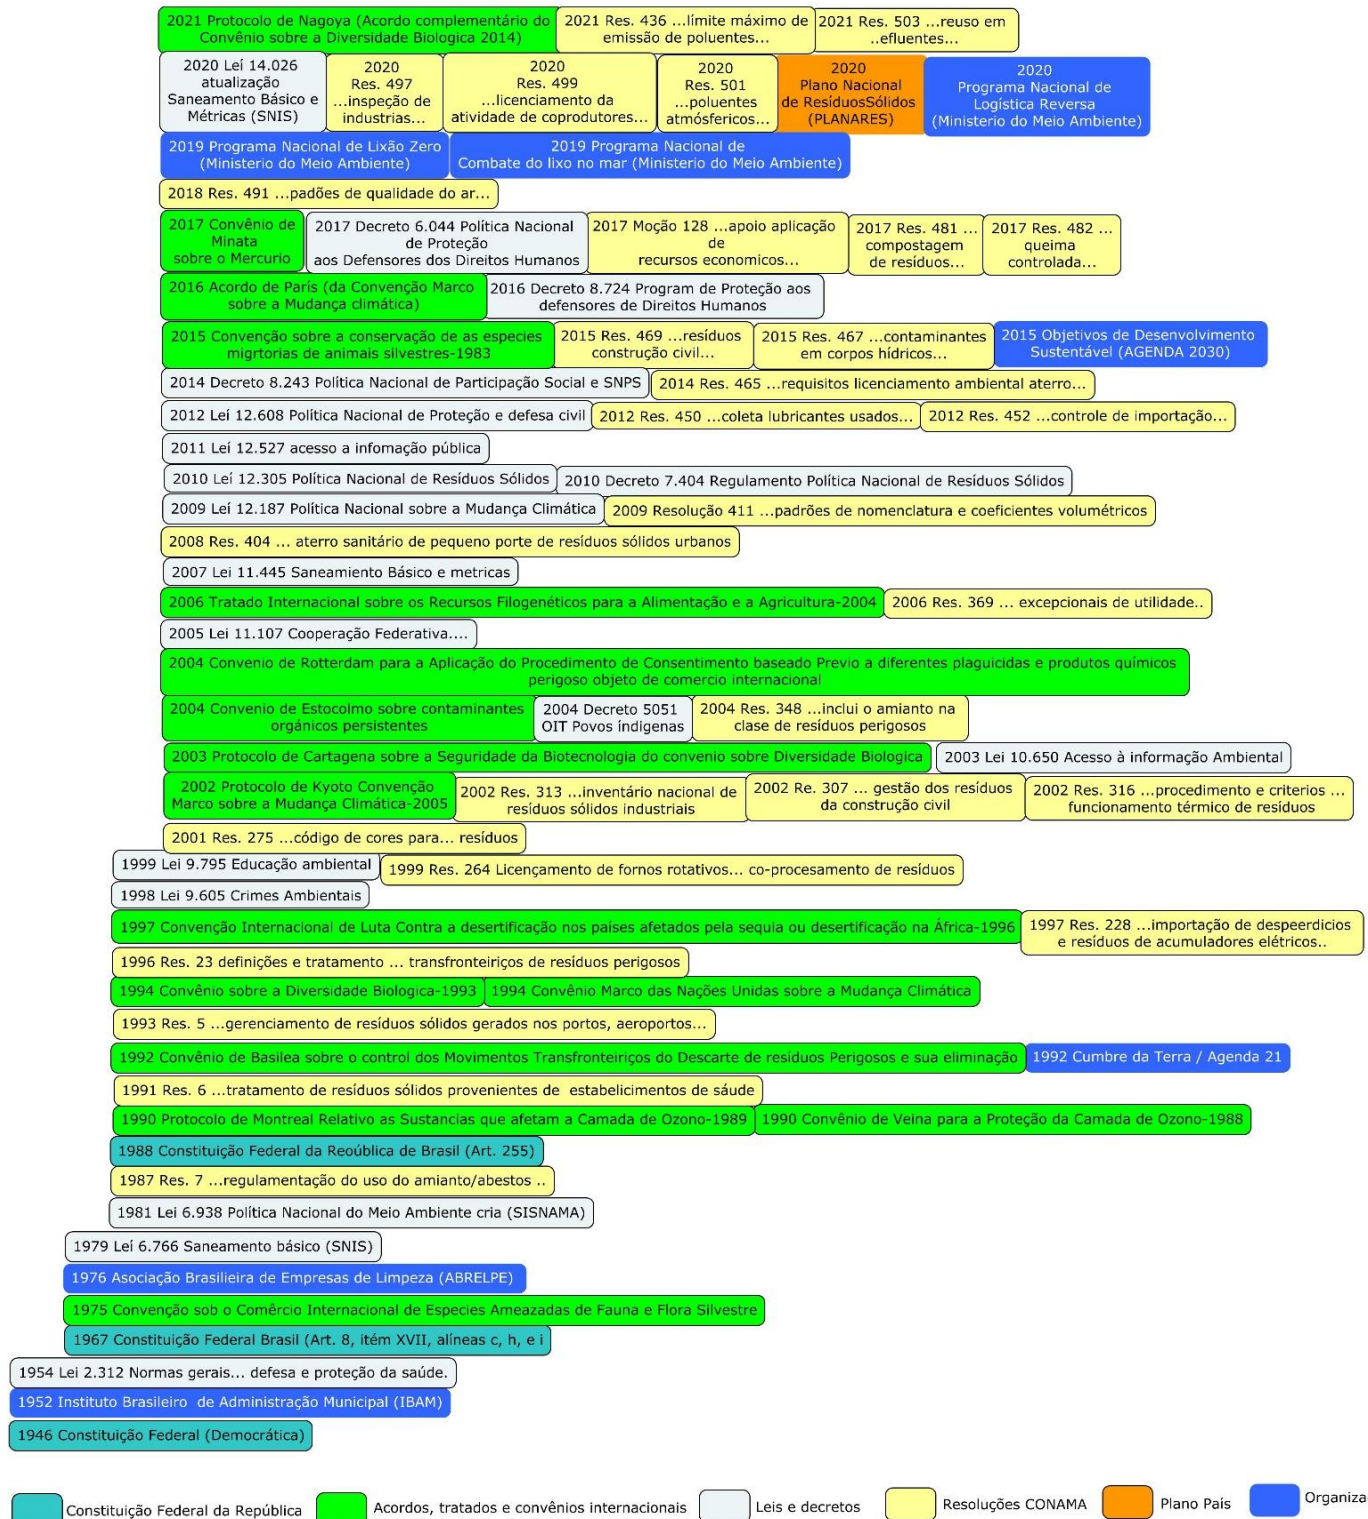 2021 Protocolo de Nagoya (Acordo complementário do
Convênio sobre a Diversidade Biologica 2014)
2021 Res. 436 ...límite máximo de
emissão de poluentes...
2021 Res. 503 ...reuso em
..efluentes...
2020 Leí 14.026
atualização
Saneamento Básico e
Métricas (SNIS)
2020
Res. 497
...inspeção de
industrias...
2020
Res. 499
...licenciamento da
atividade de coprodutores...
2020
Res. 501
...poluentes
atmósfericos...
2020
Plano Nacional
de ResíduosSólidos
(PLANARES)
2020
Programa Nacional de
Logística Reversa
(Ministerio do Meio Ambiente)
2019 Programa Nacional de Lixão Zero
(Ministerio do Meio Ambiente)
2019 Programa Nacional de
Combate do lixo no mar (Ministerio do Meio Ambiente)
2018 Res. 491 ...padões de qualidade do ar...
2017 Convênio de
Minata
sobre o Mercurio
2017 Decreto 6.044 Política Nacional
de Proteção
aos Defensores dos Direitos Humanos
2017 Moção 128 ...apoio aplicação
de
recursos economicos...
2017 Res. 481 ...
compostagem
de resíduos...
2017 Res. 482 ...
queima
controlada...
2016 Acordo de París (da Convenção Marco
sobre a Mudança climática)
2016 Decreto 8.724 Program de Proteção aos
defensores de Direitos Humanos
2015 Convenção sobre a conservação de as especies
migrtorias de animais silvestres-1983
2015 Res. 469 ...resíduos
construção civil...
2015 Res. 467 ...contaminantes
em corpos hídricos...
2015 Objetivos de Desenvolvimento
Sustentável (AGENDA 2030)
2014 Decreto 8.243 Política Nacional de Participação Social e SNPS
2014 Res. 465 ...requisitos licenciamento ambiental aterro...
2012 Leí 12.608 Política Nacional de Proteção e defesa civil
2012 Res. 450 ...coleta lubricantes usados...
2012 Res. 452 ...controle de importação...
2011 Leí 12.527 acesso a infomação pública
2010 Leí 12.305 Política Nacional de Resíduos Sólidos
2010 Decreto 7.404 Regulamento Política Nacional de Resíduos Sólidos
2009 Leí 12.187 Política Nacional sobre a Mudança Climática
2009 Resolução 411 ...padrões de nomenclatura e coeficientes volumétricos
2008 Res. 404 ... aterro sanitário de pequeno porte de resíduos sólidos urbanos
2007 Lei 11.445 Saneamiento Básico e metricas
2006 Tratado Internacional sobre os Recursos Filogenéticos para a Alimentação e a Agricultura-2004
2006 Res. 369 ... excepcionais de utilidade..
2005 Lei 11.107 Cooperação Federativa....
2004 Convenio de Rotterdam para a Aplicação do Procedimento de Consentimento baseado Previo a diferentes plaguicidas e produtos químicos
perigoso objeto de comercio internacional
2004 Convenio de Estocolmo sobre contaminantes
orgánicos persistentes
2004 Decreto 5051
OIT Povos índigenas
2004 Res. 348 ...inclui o amianto na
clase de resíduos perigosos
2003 Protocolo de Cartagena sobre a Seguridade da Biotecnologia do convenio sobre Diversidade Biologica
2003 Lei 10.650 Acesso à informação Ambiental
2002 Protocolo de Kyoto Convenção
Marco sobre a Mudança Climática-2005
2002 Res. 313 ...inventário nacional de
resíduos sólidos industriais
2002 Re. 307 ... gestão dos resíduos
da construção civil
2002 Res. 316 ...procedimento e criterios ...
funcionamento térmico de resíduos
2001 Res. 275 ...código de cores para... resíduos
1999 Lei 9.795 Educação ambiental
1999 Res. 264 Licençamento de fornos rotativos... co-procesamento de resíduos
1998 Lei 9.605 Crimes Ambientais
1997 Convenção Internacional de Luta Contra a desertificação nos países afetados pela sequia ou desertificação na África-1996
1997 Res. 228 ...importação de despeerdicios
e resíduos de acumuladores elétricos..
1996 Res. 23 definições e tratamento ... transfronteiriços de resíduos perigosos
1994 Convênio sobre a Diversidade Biologica-1993
1994 Convênio Marco das Nações Unidas sobre a Mudança Climática
1993 Res. 5 ...gerenciamento de resíduos sólidos gerados nos portos, aeroportos...
1992 Convênio de Basilea sobre o control dos Movimentos Transfronteiriços do Descarte de resíduos Perigosos e sua eliminação
1992 Cumbre da Terra / Agenda 21
1991 Res. 6 ...tratamento de resíduos sólidos provenientes de estabelicimentos de sáude
1990 Protocolo de Montreal Relativo as Sustancias que afetam a Camada de Ozono-1989
1990 Convênio de Veina para a Proteção da Camada de Ozono-1988
1988 Constituição Federal da Reoública de Brasil (Art. 255)
1987 Res. 7 ...regulamentação do uso do amianto/abestos ..
1981 Lei 6.938 Política Nacional do Meio Ambiente cria (SISNAMA)
1979 Leí 6.766 Saneamento básico (SNIS)
1976 Asociação Brasilieira de Empresas de Limpeza (ABRELPE)
1975 Convenção sob o Comêrcio Internacional de Especies Ameazadas de Fauna e Flora Silvestre
1967 Constituição Federal Brasil (Art. 8, itém XVII, alíneas c, h, e i
1954 Lei 2.312 Normas gerais... defesa e proteção da saúde.
1952 Instituto Brasileiro de Administração Municipal (IBAM)
1946 Constituição Federal (Democrática)
Constituição Federal da República
Acordos, tratados e convênios internacionais
Leis e decretos
Resoluções CONAMA
Plano País
Organiza